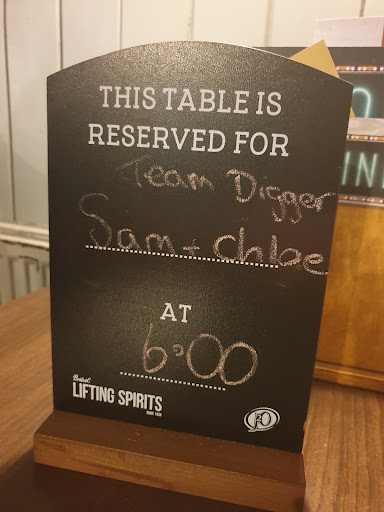 THIS TABLE IS
RESERVED FOR
Team Digger
Sam + Chloe
AT
6:00
LIFTING SPIRITS